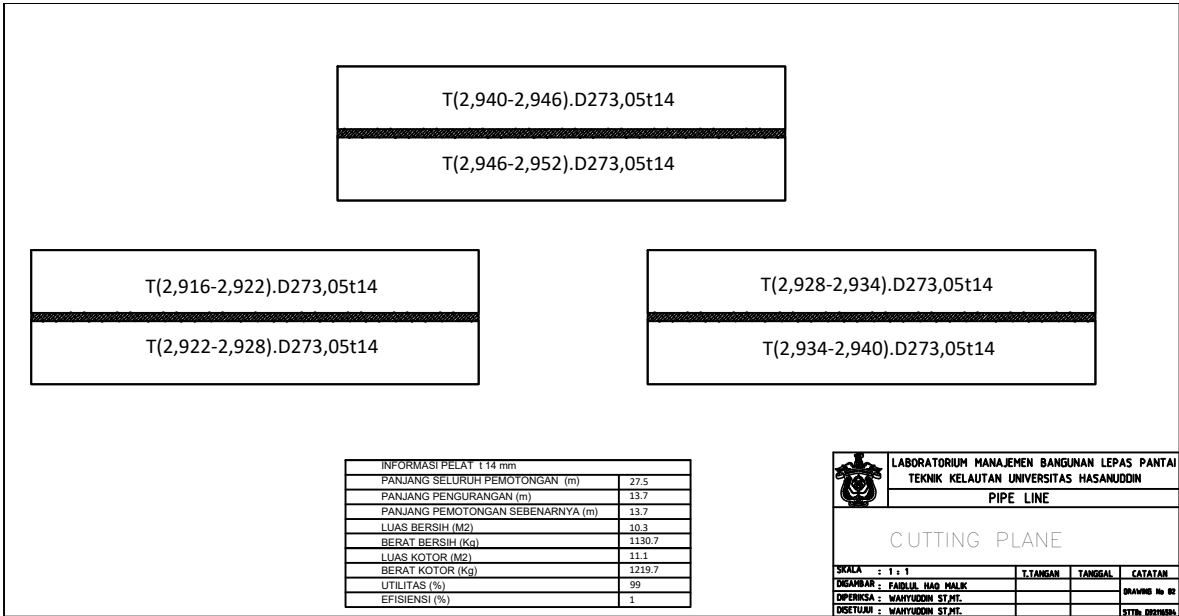 T(2,940-2,946).D273,05t14
T(2,946-2,952).D273,05t14
T(2,916-2,922).D273,05t14
T(2,922-2,928).D273,05t14
T(2,928-2,934).D273,05t14
T(2,934-2,940).D273,05t14
INFORMASI PELAT t 14 mm
PANJANG SELURUH PEMOTONGAN (m) 27.5
PANJANG PENGURANGAN (m) 13.7
PANJANG PEMOTONGAN SEBENARNYA (m) 13.7
LUAS BERSIH (M2) 10.3
BERAT BERSIH (Kg) 1130.7
LUAS KOTOR (M2) 11.1
BERAT KOTOR (Kg) 1219.7
UTILITAS (%) 99
EFISIENSI (%) 1
LABORATORIUM MANAJEMEN BANGUNAN LEPAS PANTAI
TEKNIK KELAUTAN UNIVERSITAS HASANUDDIN
PIPE LINE
CUTTING PLANE
SKALA : 1 : 1 T.TANGAN TANGGAL CATATAN
DIGAMBAR : FAIDLUL HAQ MALIK
DIPERIKSA : WAHYUDDIN ST,MT.
DISETUJUI : WAHYUDDIN ST,MT.
DRAWING No 02